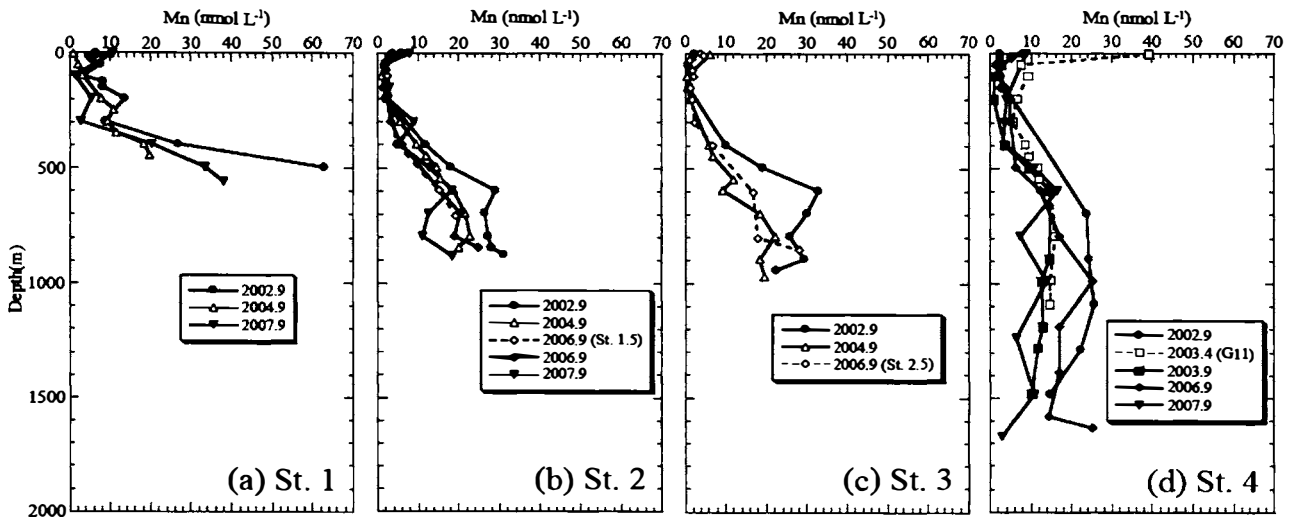 Mn (nmol L-1)
0 10 20 30 40 50 60 70
Mn (nmol L-1)
0 10 20 30 40 50 60 70
Mn (nmol L-1)
0 10 20 30 40 50 60 70
Mn (nmol L-1)
0 10 20 30 40 50 60 70
0
500
1000
1500
2000
Depth(m)
2002.9
2004.9
2007.9
(a) St. 1
2002.9
2004.9
2006.9 (St. 1.5)
2006.9
2007.9
(b) St. 2
2002.9
2004.9
2006.9 (St. 2.5)
(c) St. 3
2002.9
2003.4 (G11)
2003.9
2006.9
2007.9
(d) St. 4